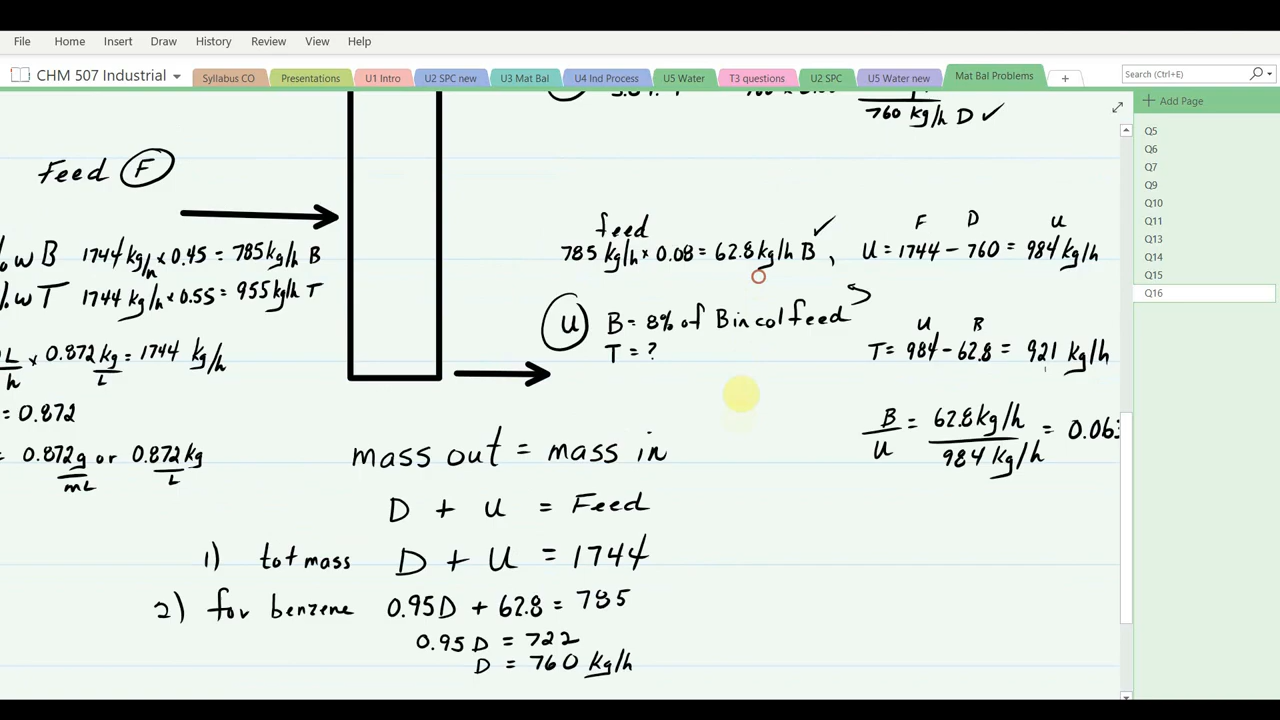 File Home Insert Draw History Review View Help
CHM 507 Industrial
Syllabus CO Presentations U1 Intro U2 SPC new U3 Mat Bal U4 Ind Process U5 Water T3 questions U2 SPC U5 Water new Mat Bal Problems
Search (Ctrl+E)
Add Page
Q5
Q6
Q7
Q9
Q10
Q11
Q13
Q14
Q15
Q16
760 kg/h D ✓
Feed F
%w B 1744 kg/h × 0.45 = 785 kg/h B
%w T 1744 kg/h × 0.55 = 955 kg/h T
L/h × 0.872 kg/L = 1744 kg/h
= 0.872
= 0.872 g/mL or 0.872 kg/L
feed
785 kg/h × 0.08 = 62.8 kg/h B ✓ ,
F D U
U = 1744 - 760 = 984 kg/h
U B = 8% of B in col feed
T = ?
U B
T = 984 - 62.8 = 921 kg/h
B/U = 62.8 kg/h / 984 kg/h = 0.063
mass out = mass in
D + U = Feed
1) tot mass D + U = 1744
2) for benzene 0.95D + 62.8 = 785
0.95 D = 722
D = 760 kg/h